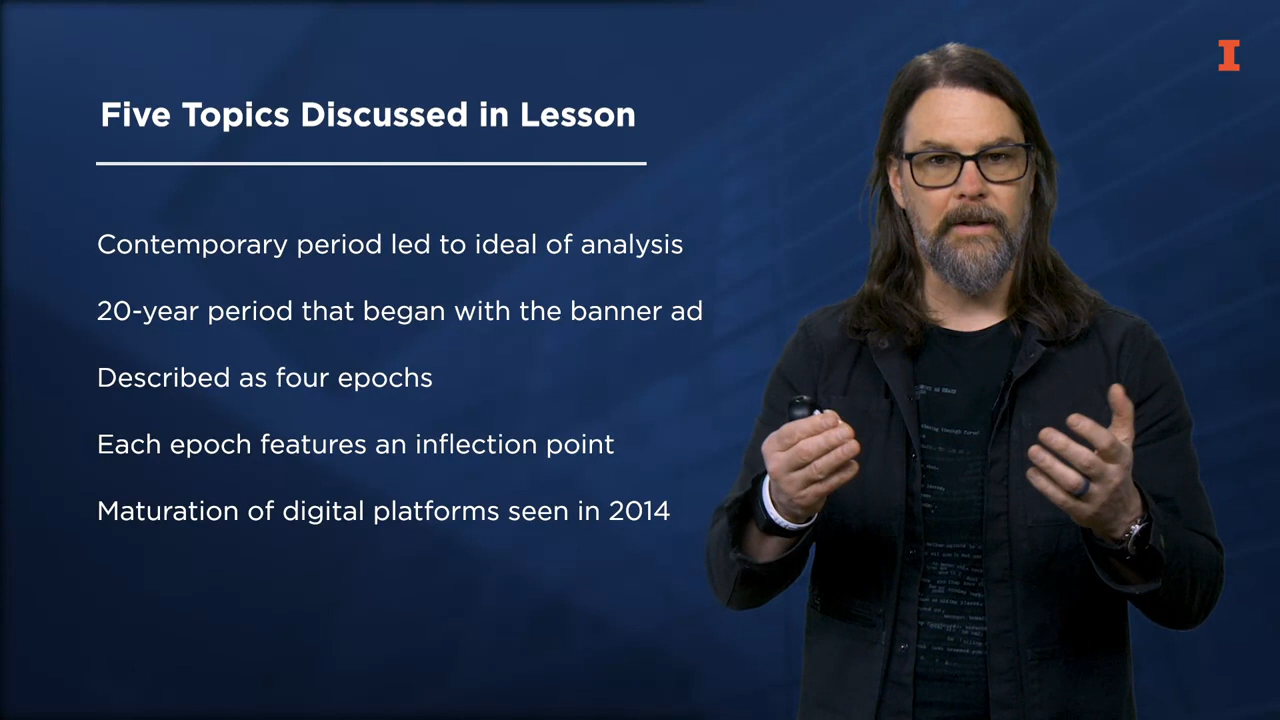 Five Topics Discussed in Lesson
Contemporary period led to ideal of analysis
20-year period that began with the banner ad
Described as four epochs
Each epoch features an inflection point
Maturation of digital platforms seen in 2014
I